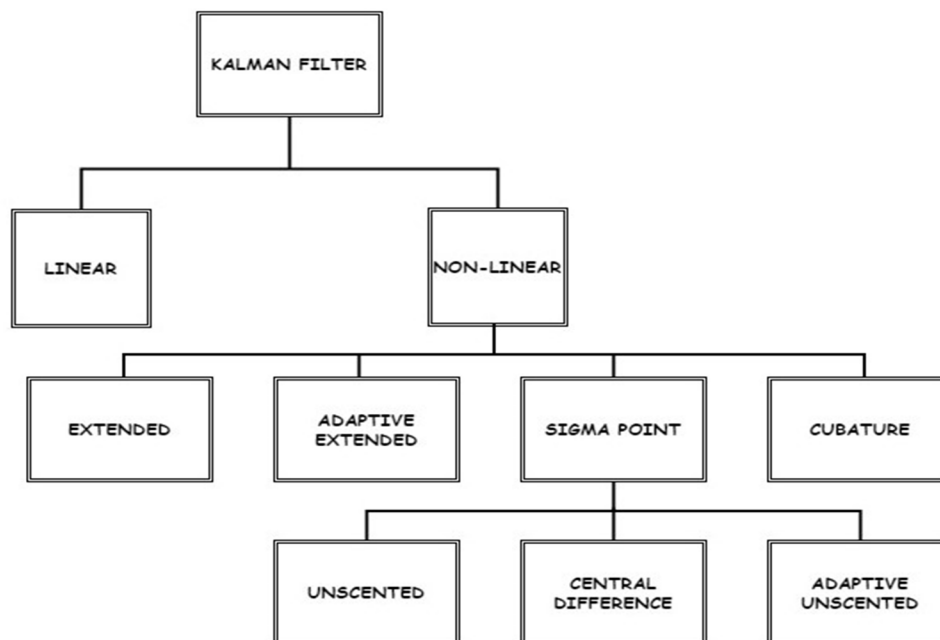 KALMAN FILTER
LINEAR
NON-LINEAR
EXTENDED
ADAPTIVE
EXTENDED
SIGMA POINT
CUBATURE
UNSCENTED
CENTRAL
DIFFERENCE
ADAPTIVE
UNSCENTED